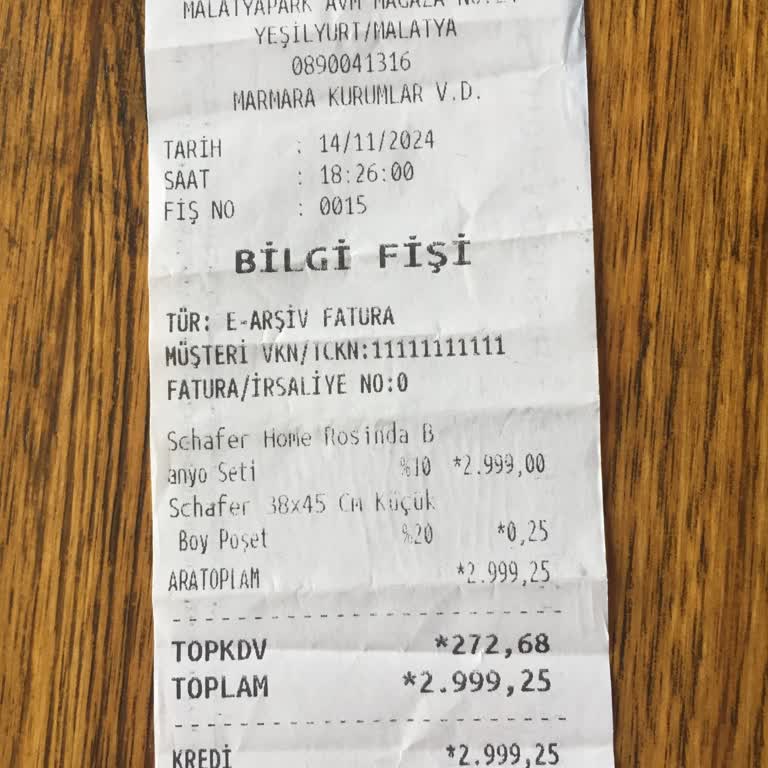 MALATYAPARK AVM MAĞAZA
YEŞİLYURT/MALATYA
0890041316
MARMARA KURUMLAR V.D.
TARİH : 14/11/2024
SAAT : 18:26:00
FİŞ NO : 0015
BİLGİ FİŞİ
TÜR: E-ARŞİV FATURA
MÜŞTERİ VKN/TCKN:11111111111
FATURA/İRSALİYE NO:0
Schafer Home Rosinda B
anyo Seti %10 *2.999,00
Schafer 38x45 CM Küçük
Boy Poşet %20 *0,25
ARATOPLAM *2.999,25
TOPKDV *272,68
TOPLAM *2.999,25
KREDİ *2.999,25